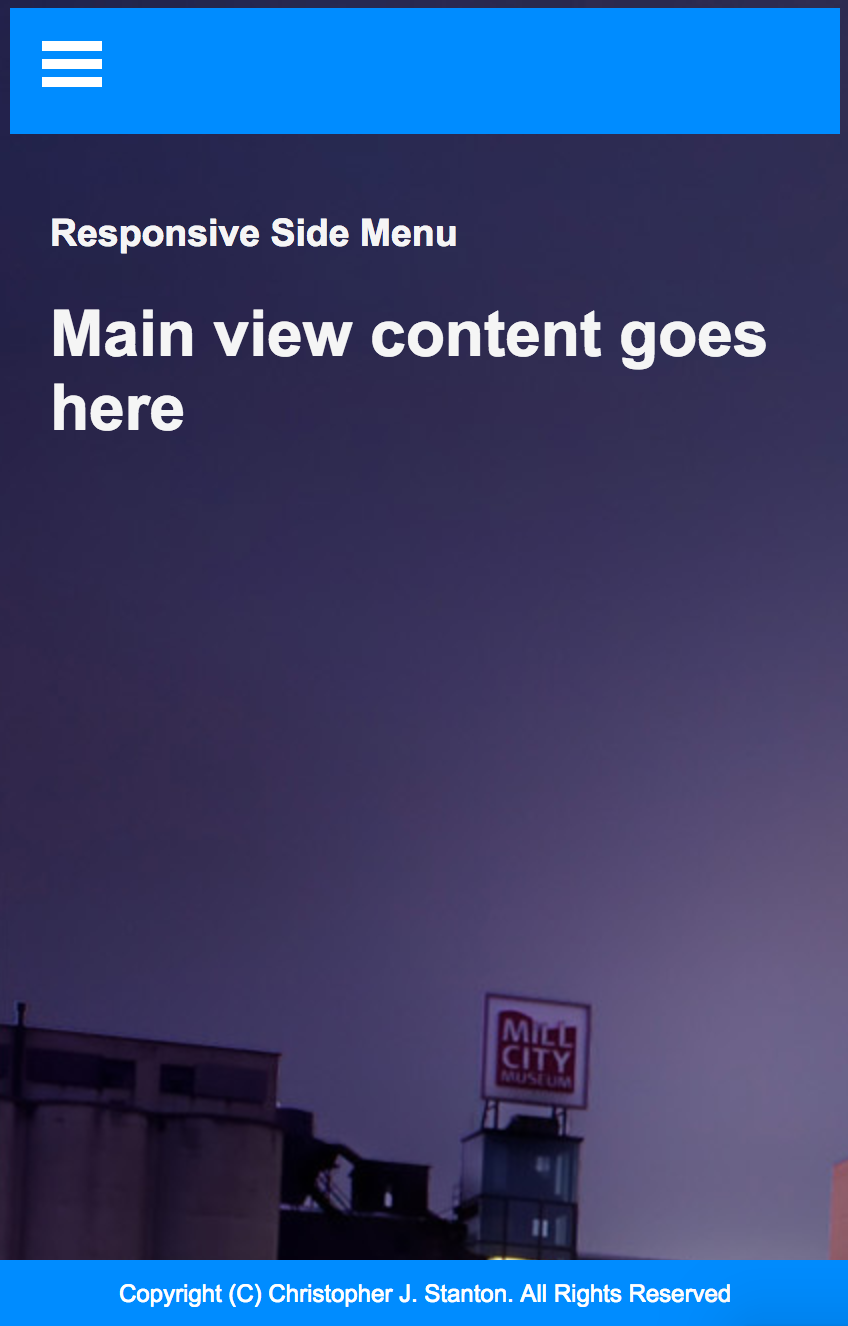 Responsive Side Menu
Main view content goes
here
MILL
CITY
MUSEUM
Copyright (C) Christopher J. Stanton. All Rights Reserved